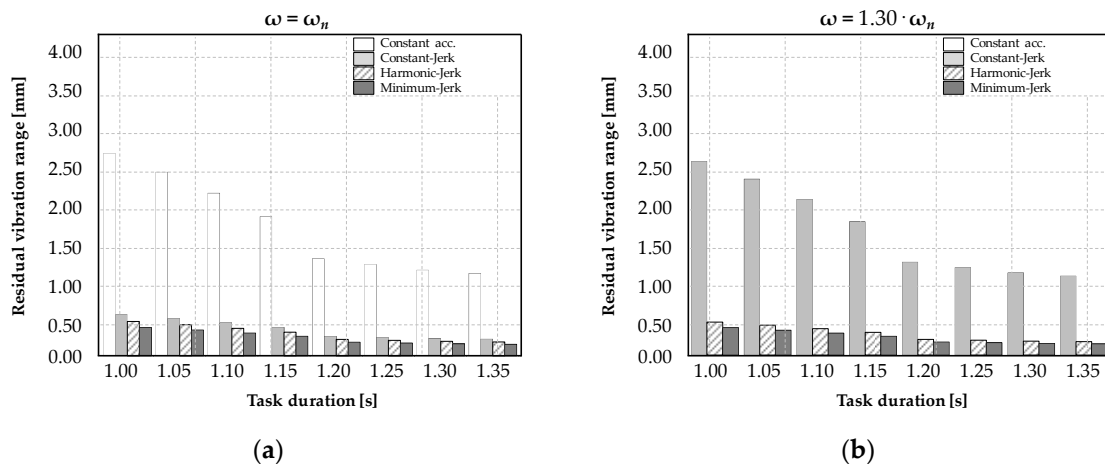 ω = ωn
4.00
3.50
3.00
2.50
2.00
1.50
1.00
0.50
0.00
Residual vibration range [mm]
Constant acc.
Constant-Jerk
Harmonic-Jerk
Minimum-Jerk
1.00 1.05 1.10 1.15 1.20 1.25 1.30 1.35
Task duration [s]
(a)
ω = 1.30 · ωn
4.00
3.50
3.00
2.50
2.00
1.50
1.00
0.50
0.00
Residual vibration range [mm]
Constant acc.
Constant-Jerk
Harmonic-Jerk
Minimum-Jerk
1.00 1.05 1.10 1.15 1.20 1.25 1.30 1.35
Task duration [s]
(b)